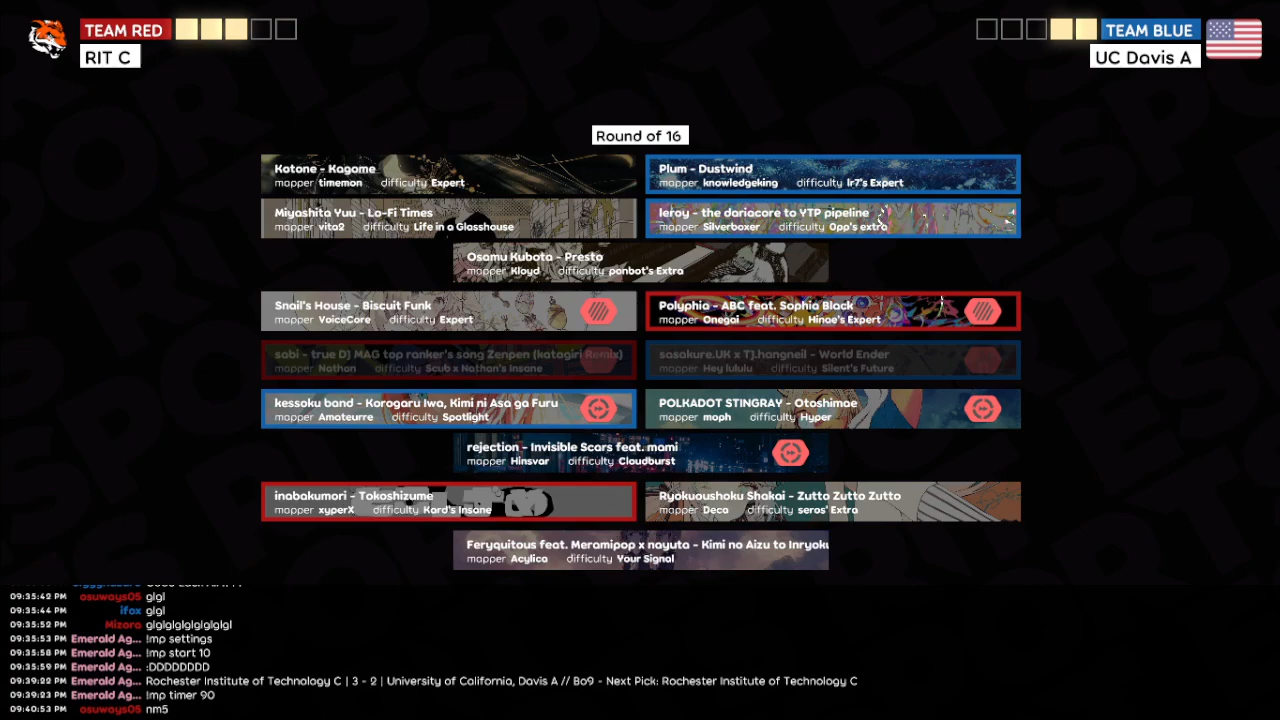 TEAM RED
RIT C
TEAM BLUE
UC Davis A
Round of 16
Kotone - Kagome
mapper timemon difficulty Expert
Plum - Dustwind
mapper knowledgeking difficulty lr7's Expert
Miyashita Yuu - Lo-Fi Times
mapper vita2 difficulty Life in a Glasshouse
leroy - the dariacore to YTP pipeline
mapper Silverboxer difficulty Opp's extra
Osamu Kubota - Presto
mapper Kloyd difficulty ponbot's Extra
Snail's House - Biscuit Funk
mapper VoiceCore difficulty Expert
Polyphia - ABC feat. Sophia Black
mapper Onegai difficulty Hinae's Expert
sabi - true DJ MAG top ranker's song Zenpen (katagiri Remix)
mapper Nathan difficulty Scub x Nathan's Insane
sasakure.UK x TJ.hangneil - World Ender
mapper Hey lululu difficulty Silent's Future
kessoku band - Korogaru Iwa, Kimi ni Asa ga Furu
mapper Amateurre difficulty Spotlight
POLKADOT STINGRAY - Otoshimae
mapper moph difficulty Hyper
rejection - Invisible Scars feat. mami
mapper Hinsvar difficulty Cloudburst
inabakumori - Tokoshizume
mapper xyperX difficulty Kard's Insane
Ryokuoushoku Shakai - Zutto Zutto Zutto
mapper Deca difficulty seros' Extra
Feryquitous feat. Meramipop x nayuta - Kimi no Aizu to Inryoku
mapper Acylica difficulty Your Signal
09:35:42 PM osuways05 glgl
09:35:44 PM ifox glgl
09:35:52 PM Mizoro glglglglglglglglgl
09:35:53 PM Emerald Ag... !mp settings
09:35:58 PM Emerald Ag... !mp start 10
09:35:59 PM Emerald Ag... :DDDDDDDD
09:39:22 PM Emerald Ag... Rochester Institute of Technology C | 3 - 2 | University of California, Davis A // Bo9 - Next Pick: Rochester Institute of Technology C
09:39:23 PM Emerald Ag... !mp timer 90
09:40:53 PM osuways05 nm5